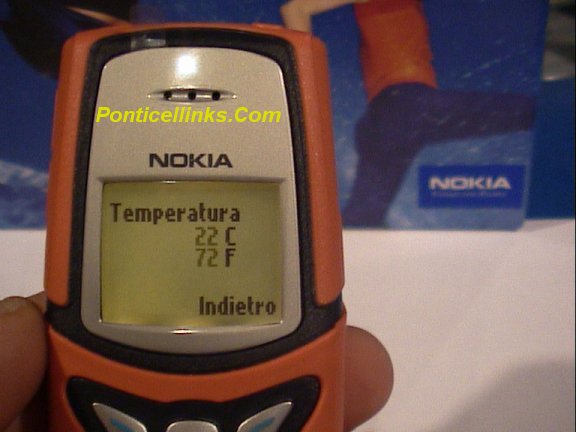 Ponticellinks.Com
NOKIA
NOKIA
Temperatura
22 C
72 F
Indietro